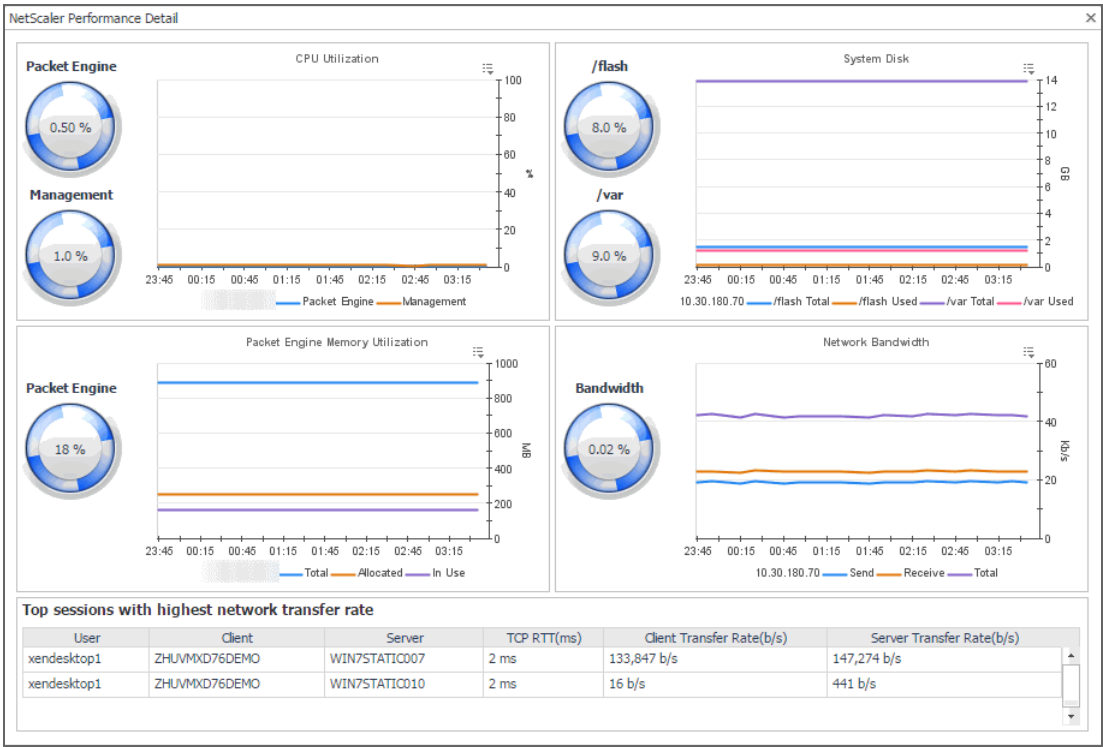 NetScaler Performance Detail
Packet Engine
0.50 %
Management
1.0 %
CPU Utilization
100
80
60
40
20
0
%
23:45 00:15 00:45 01:15 01:45 02:15 02:45 03:15
Packet Engine Management
/flash
8.0 %
/var
9.0 %
System Disk
14
12
10
8
6
4
2
0
GB
23:45 00:15 00:45 01:15 01:45 02:15 02:45 03:15
10.30.180.70 /flash Total /flash Used /var Total /var Used
Packet Engine
18 %
Packet Engine Memory Utilization
1000
800
600
400
200
0
MB
23:45 00:15 00:45 01:15 01:45 02:15 02:45 03:15
Total Allocated In Use
Bandwidth
0.02 %
Network Bandwidth
60
40
20
0
Kb/s
23:45 00:15 00:45 01:15 01:45 02:15 02:45 03:15
10.30.180.70 Send Receive Total
Top sessions with highest network transfer rate
User Client Server TCP RTT(ms) Client Transfer Rate(b/s) Server Transfer Rate(b/s)
xendesktop1 ZHUVMXD76DEMO WIN7STATIC007 2 ms 133,847 b/s 147,274 b/s
xendesktop1 ZHUVMXD76DEMO WIN7STATIC010 2 ms 16 b/s 441 b/s